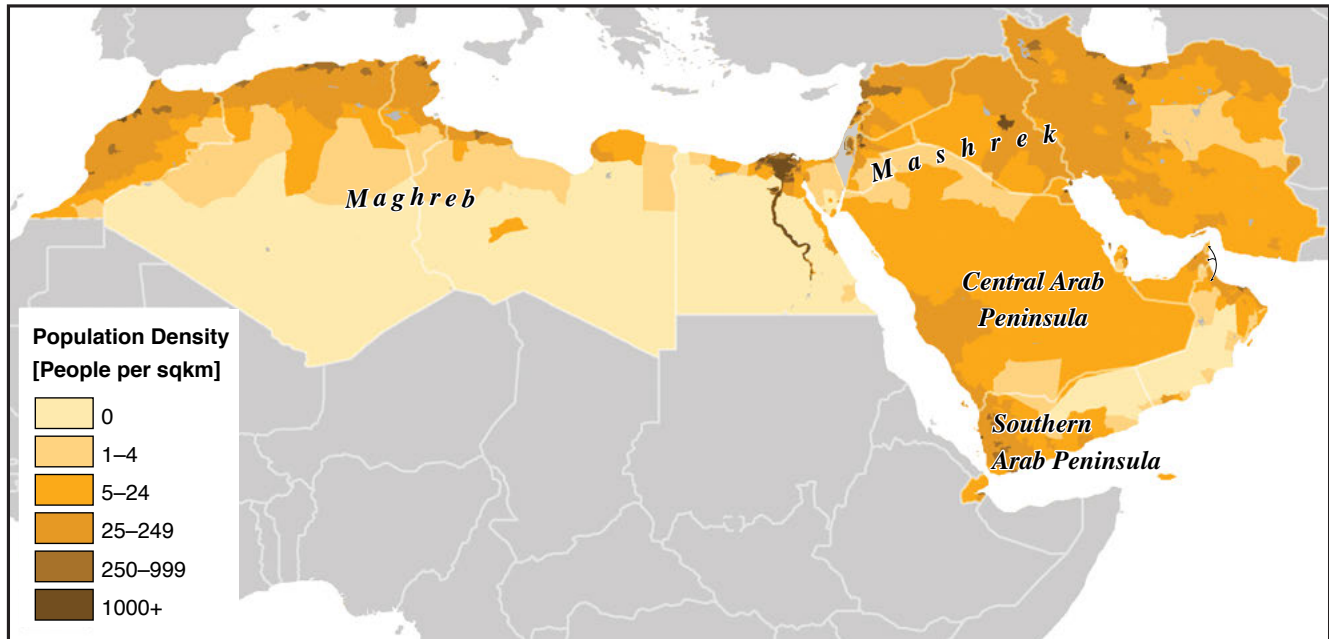 Maghreb
Mashrek
Central Arab
Peninsula
Southern
Arab Peninsula
Population Density
[People per sqkm]
0
1–4
5–24
25–249
250–999
1000+